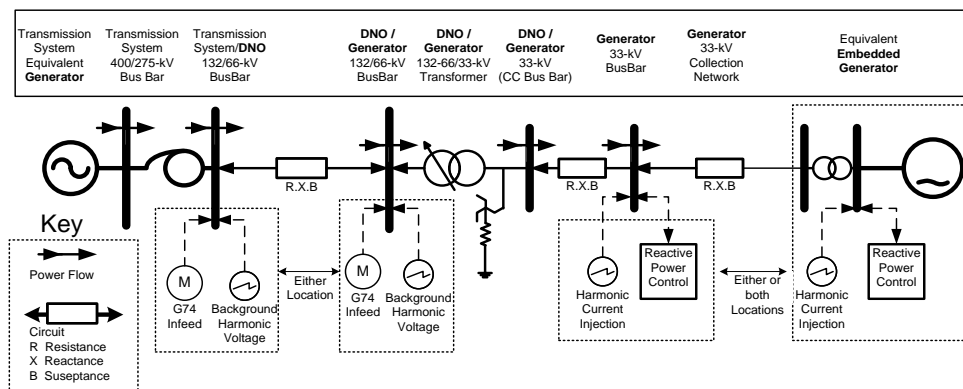 Transmission
System
Equivalent
Generator
Transmission
System
400/275-kV
Bus Bar
Transmission
System/DNO
132/66-kV
BusBar
DNO /
Generator
132/66-kV
BusBar
DNO /
Generator
132-66/33-kV
Transformer
DNO /
Generator
33-kV
(CC Bus Bar)
Generator
33-kV
BusBar
Generator
33-kV
Collection
Network
Equivalent
Embedded
Generator
R.X.B
R.X.B
R.X.B
Key
Power Flow
Circuit
R Resistance
X Reactance
B Suseptance
M
G74
Infeed
Background
Harmonic
Voltage
Either
Location
M
G74
Infeed
Background
Harmonic
Voltage
Harmonic
Current
Injection
Reactive
Power
Control
Either or
both
Locations
Harmonic
Current
Injection
Reactive
Power
Control